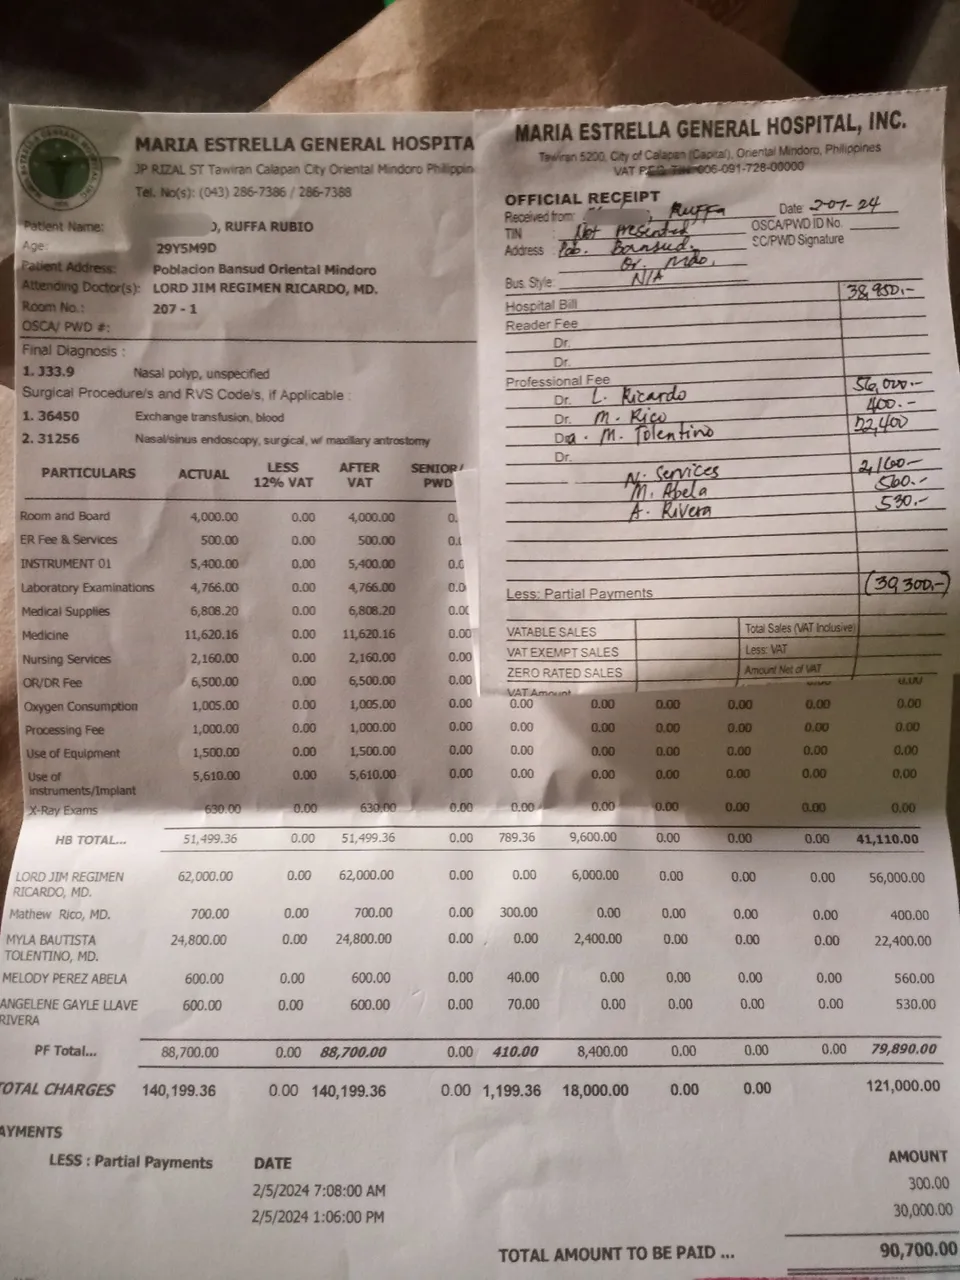 MARIA ESTRELLA GENERAL HOSPITA
JP RIZAL ST Tawiran Calapan City Oriental Mindoro Philippin
Tel. No(s): (043) 286-7386 / 286-7388
Patient Name: , RUFFA RUBIO
Age: 29Y5M9D
Patient Address: Poblacion Bansud Oriental Mindoro
Attending Doctor(s): LORD JIM REGIMEN RICARDO, MD.
Room No.: 207 - 1
OSCA/ PWD #:
Final Diagnosis :
1. J33.9 Nasal polyp, unspecified
Surgical Procedure/s and RVS Code/s, if Applicable :
1. 36450 Exchange transfusion, blood
2. 31256 Nasal/sinus endoscopy, surgical, w/ maxillary antrostomy
MARIA ESTRELLA GENERAL HOSPITAL, INC.
Tawiran 5200, City of Calapan (Capital), Oriental Mindoro, Philippines
VAT REG. 006-091-728-00000
OFFICIAL RECEIPT
Received from: , Ruffa Date: 2-07-24
TIN Not Presented OSCA/PWD ID No.
Address Pob. Bansud, SC/PWD Signature
Or. Mdo,
Bus. Style: N/A
Hospital Bill 38,950.-
Reader Fee
Dr.
Dr.
Professional Fee
Dr. L. Ricardo 56,000.-
Dr. M. Rico 400.-
Dra. M. Tolentino 22,400
Dr.
N. Services 2,160-
M. Abela 560.-
A. Rivera 530.-
Less: Partial Payments (30,300.-)
VATABLE SALES Total Sales (VAT Inclusive)
VAT EXEMPT SALES Less: VAT
ZERO RATED SALES Amount Net of VAT
VAT Amount
PARTICULARS ACTUAL LESS 12% VAT AFTER VAT SENIOR/ PWD
Room and Board 4,000.00 0.00 4,000.00 0.
ER Fee & Services 500.00 0.00 500.00 0.0
INSTRUMENT 01 5,400.00 0.00 5,400.00 0.0
Laboratory Examinations 4,766.00 0.00 4,766.00 0.0
Medical Supplies 6,808.20 0.00 6,808.20 0.00
Medicine 11,620.16 0.00 11,620.16 0.00
Nursing Services 2,160.00 0.00 2,160.00 0.00
OR/DR Fee 6,500.00 0.00 6,500.00 0.00 0.00
Oxygen Consumption 1,005.00 0.00 1,005.00 0.00 0.00 0.00 0.00 0.00 0.00
Processing Fee 1,000.00 0.00 1,000.00 0.00 0.00 0.00 0.00 0.00 0.00
Use of Equipment 1,500.00 0.00 1,500.00 0.00 0.00 0.00 0.00 0.00 0.00
Use of 5,610.00 0.00 5,610.00 0.00 0.00 0.00 0.00 0.00 0.00
instruments/Implant
X-Ray Exams 630.00 0.00 630.00 0.00 0.00 0.00 0.00 0.00 0.00
HB TOTAL... 51,499.36 0.00 51,499.36 0.00 789.36 9,600.00 0.00 0.00 41,110.00
LORD JIM REGIMEN 62,000.00 0.00 62,000.00 0.00 0.00 6,000.00 0.00 0.00 56,000.00
RICARDO, MD.
Mathew Rico, MD. 700.00 0.00 700.00 0.00 300.00 0.00 0.00 0.00 400.00
MYLA BAUTISTA 24,800.00 0.00 24,800.00 0.00 0.00 2,400.00 0.00 0.00 22,400.00
TOLENTINO, MD.
MELODY PEREZ ABELA 600.00 0.00 600.00 0.00 40.00 0.00 0.00 0.00 560.00
ANGELENE GAYLE LLAVE 600.00 0.00 600.00 0.00 70.00 0.00 0.00 0.00 530.00
RIVERA
PF Total... 88,700.00 0.00 88,700.00 0.00 410.00 8,400.00 0.00 0.00 0.00 79,890.00
TOTAL CHARGES 140,199.36 0.00 140,199.36 0.00 1,199.36 18,000.00 0.00 0.00 121,000.00
AYMENTS
LESS : Partial Payments DATE AMOUNT
2/5/2024 7:08:00 AM 300.00
2/5/2024 1:06:00 PM 30,000.00
TOTAL AMOUNT TO BE PAID ... 90,700.00